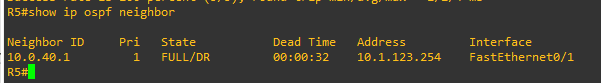 R5#show ip ospf neighbor
Neighbor ID     Pri   State           Dead Time   Address         Interface
10.0.40.1         1   FULL/DR         00:00:32    10.1.123.254    FastEthernet0/1
R5#